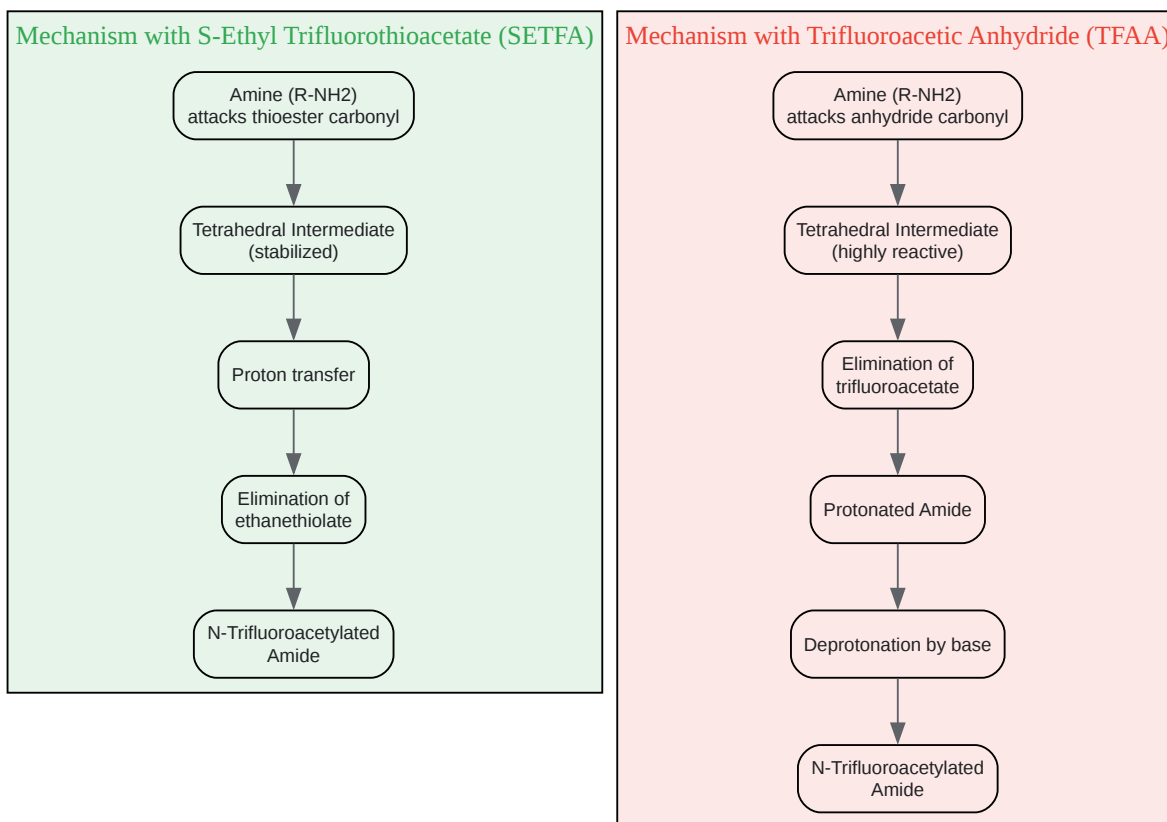 Mechanism with S-Ethyl Trifluorothioacetate (SETFA)
Amine (R-NH2)
attacks thioester carbonyl
Tetrahedral Intermediate
(stabilized)
Proton transfer
Elimination of
ethanethiolate
N-Trifluoroacetylated
Amide
Mechanism with Trifluoroacetic Anhydride (TFAA)
Amine (R-NH2)
attacks anhydride carbonyl
Tetrahedral Intermediate
(highly reactive)
Elimination of
trifluoroacetate
Protonated Amide
Deprotonation by base
N-Trifluoroacetylated
Amide